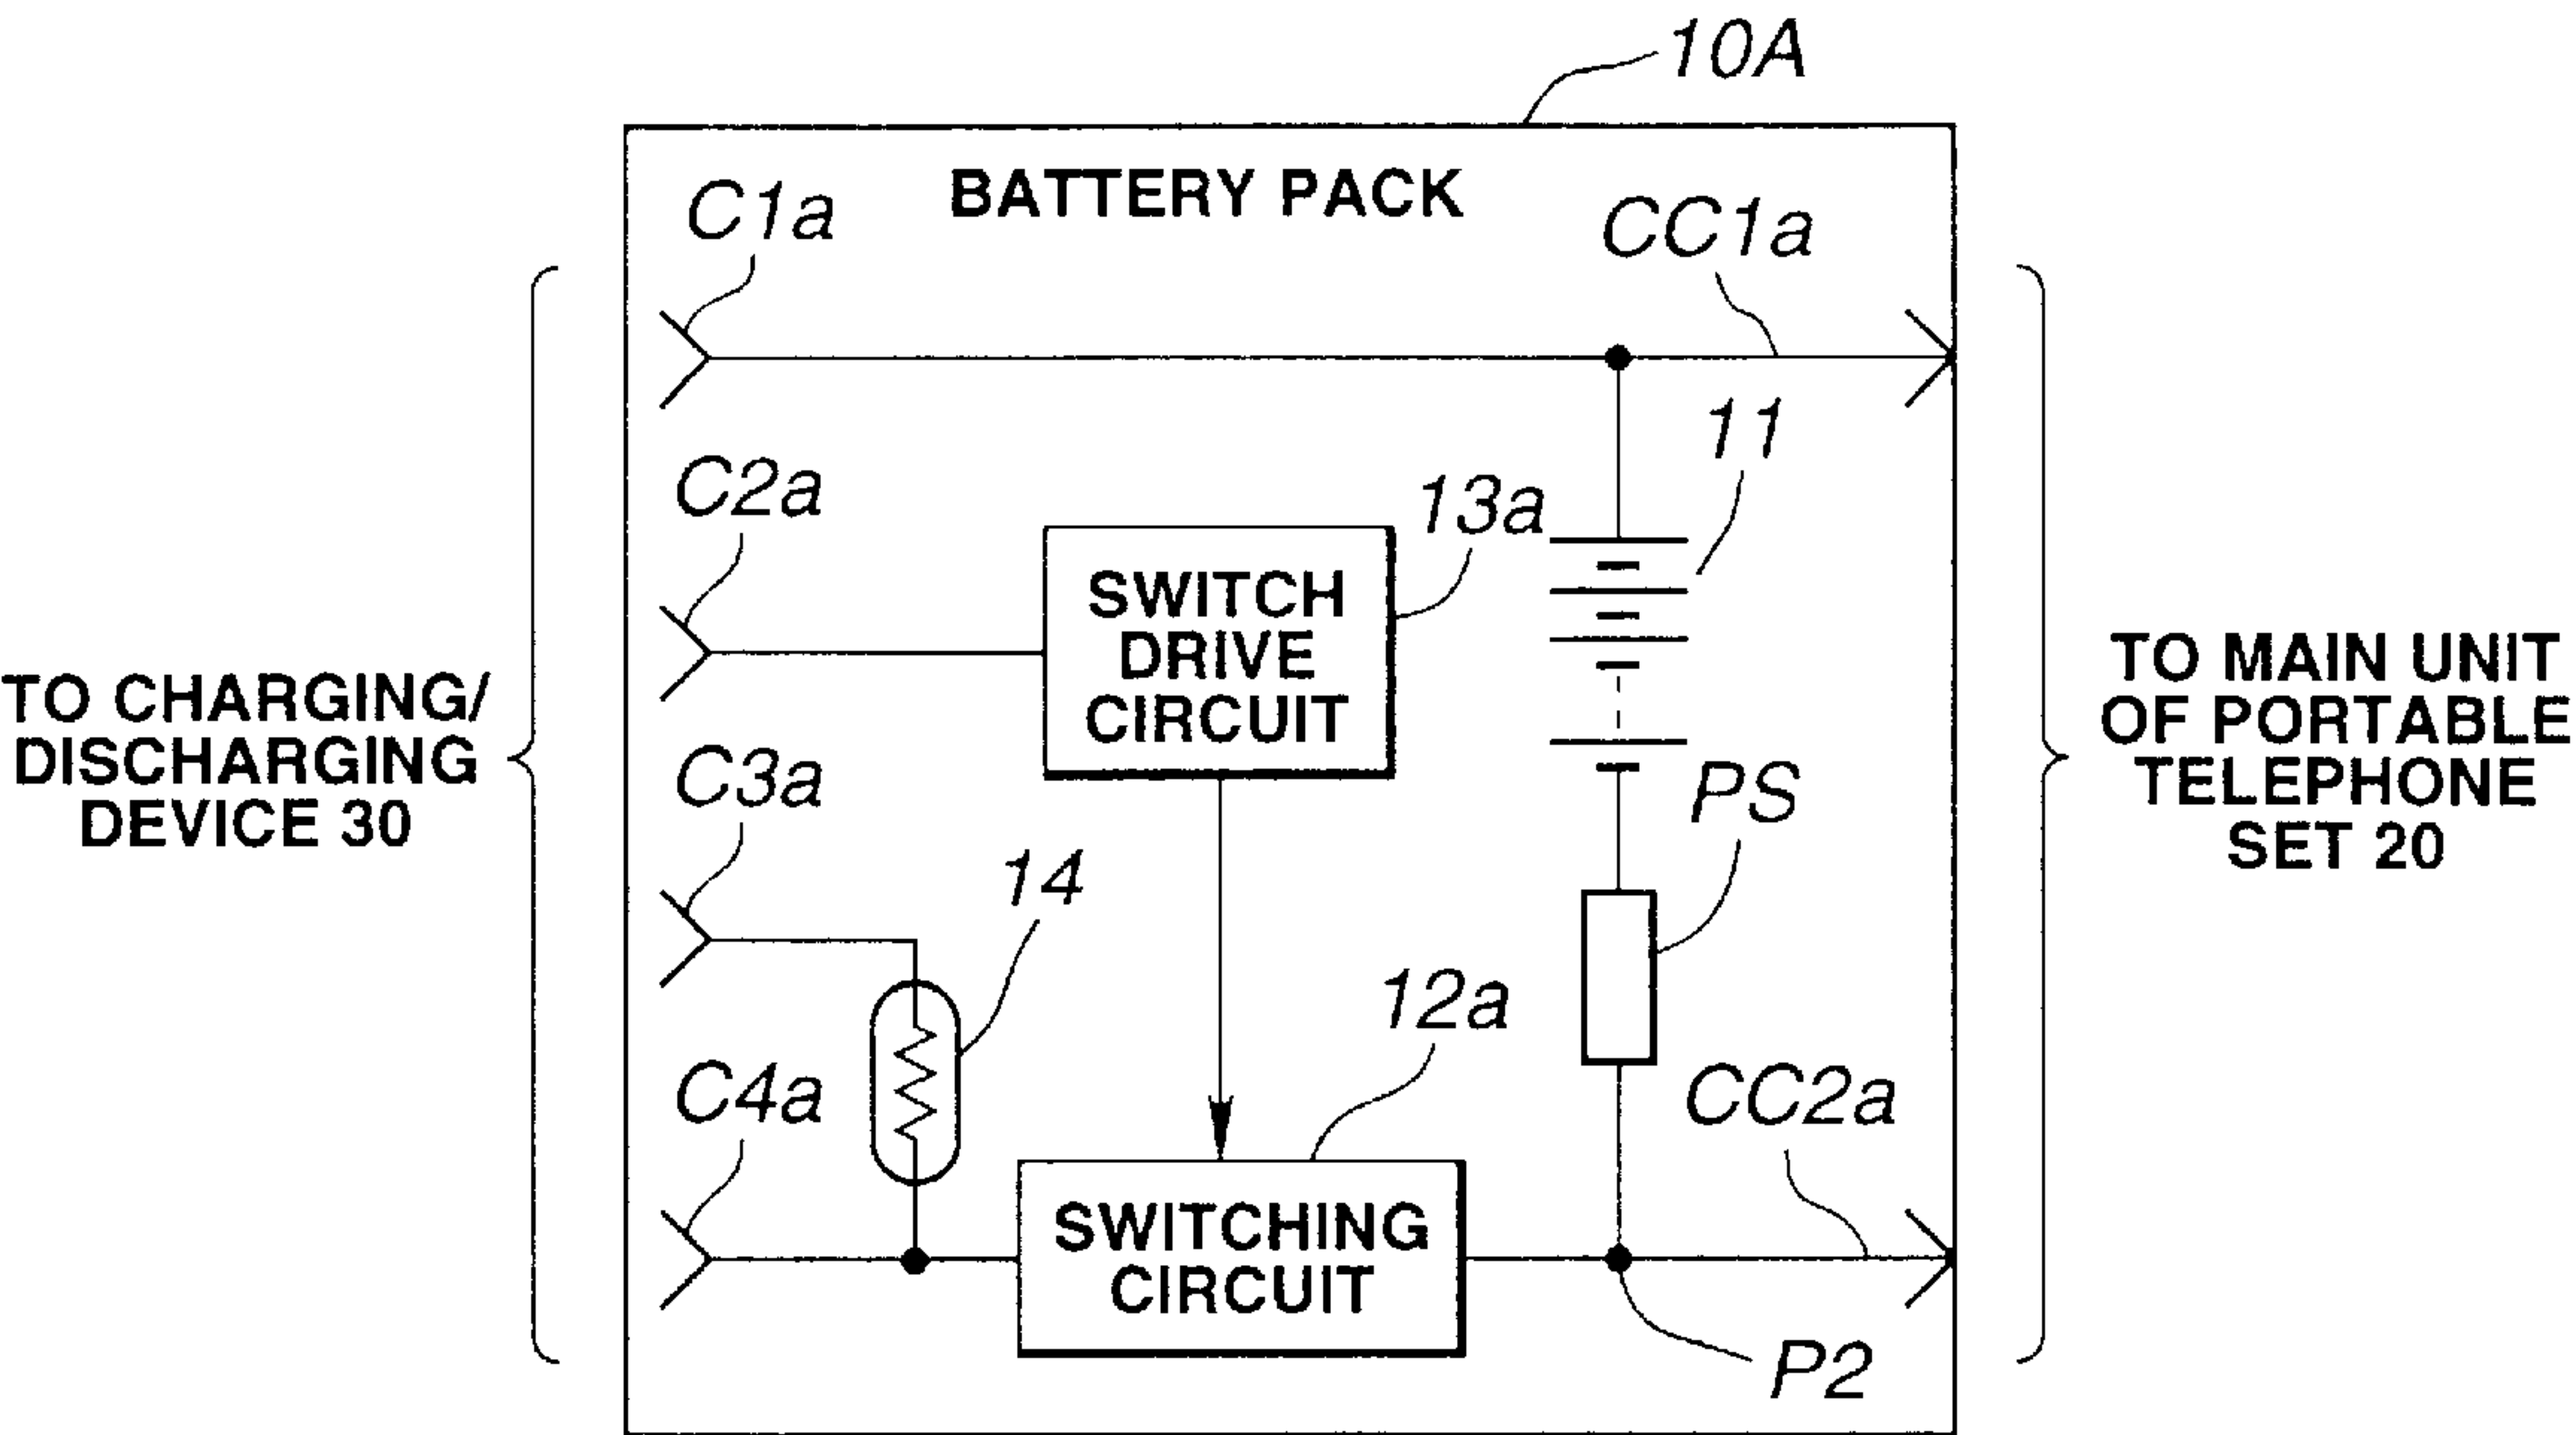 10A
BATTERY PACK
C1a
CC1a
11
C2a
13a
SWITCH
DRIVE
CIRCUIT
TO CHARGING/
DISCHARGING
DEVICE 30
TO MAIN UNIT
OF PORTABLE
TELEPHONE
SET 20
C3a
PS
14
12a
C4a
CC2a
SWITCHING
CIRCUIT
P2